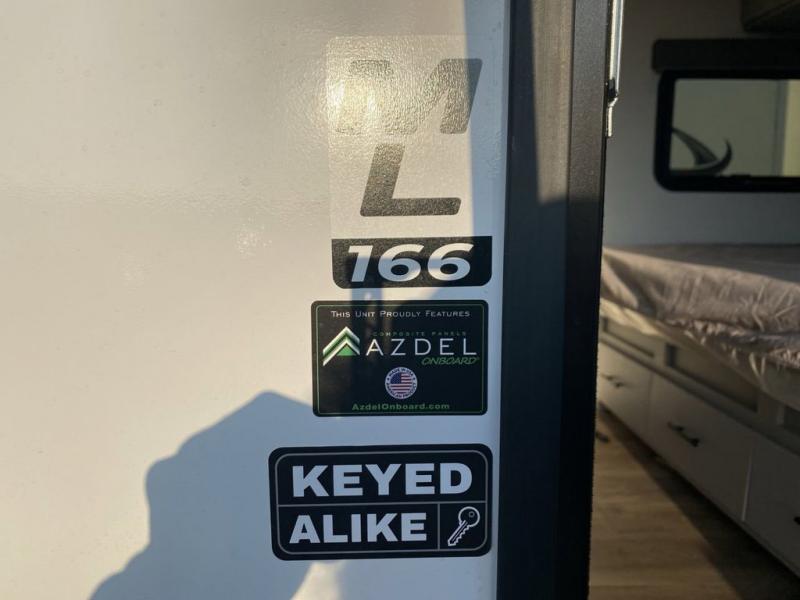 ML
166
This Unit Proudly Features
COMPOSITE PANELS
AZDEL
ONBOARD®
AzdelOnboard.com
KEYED
ALIKE